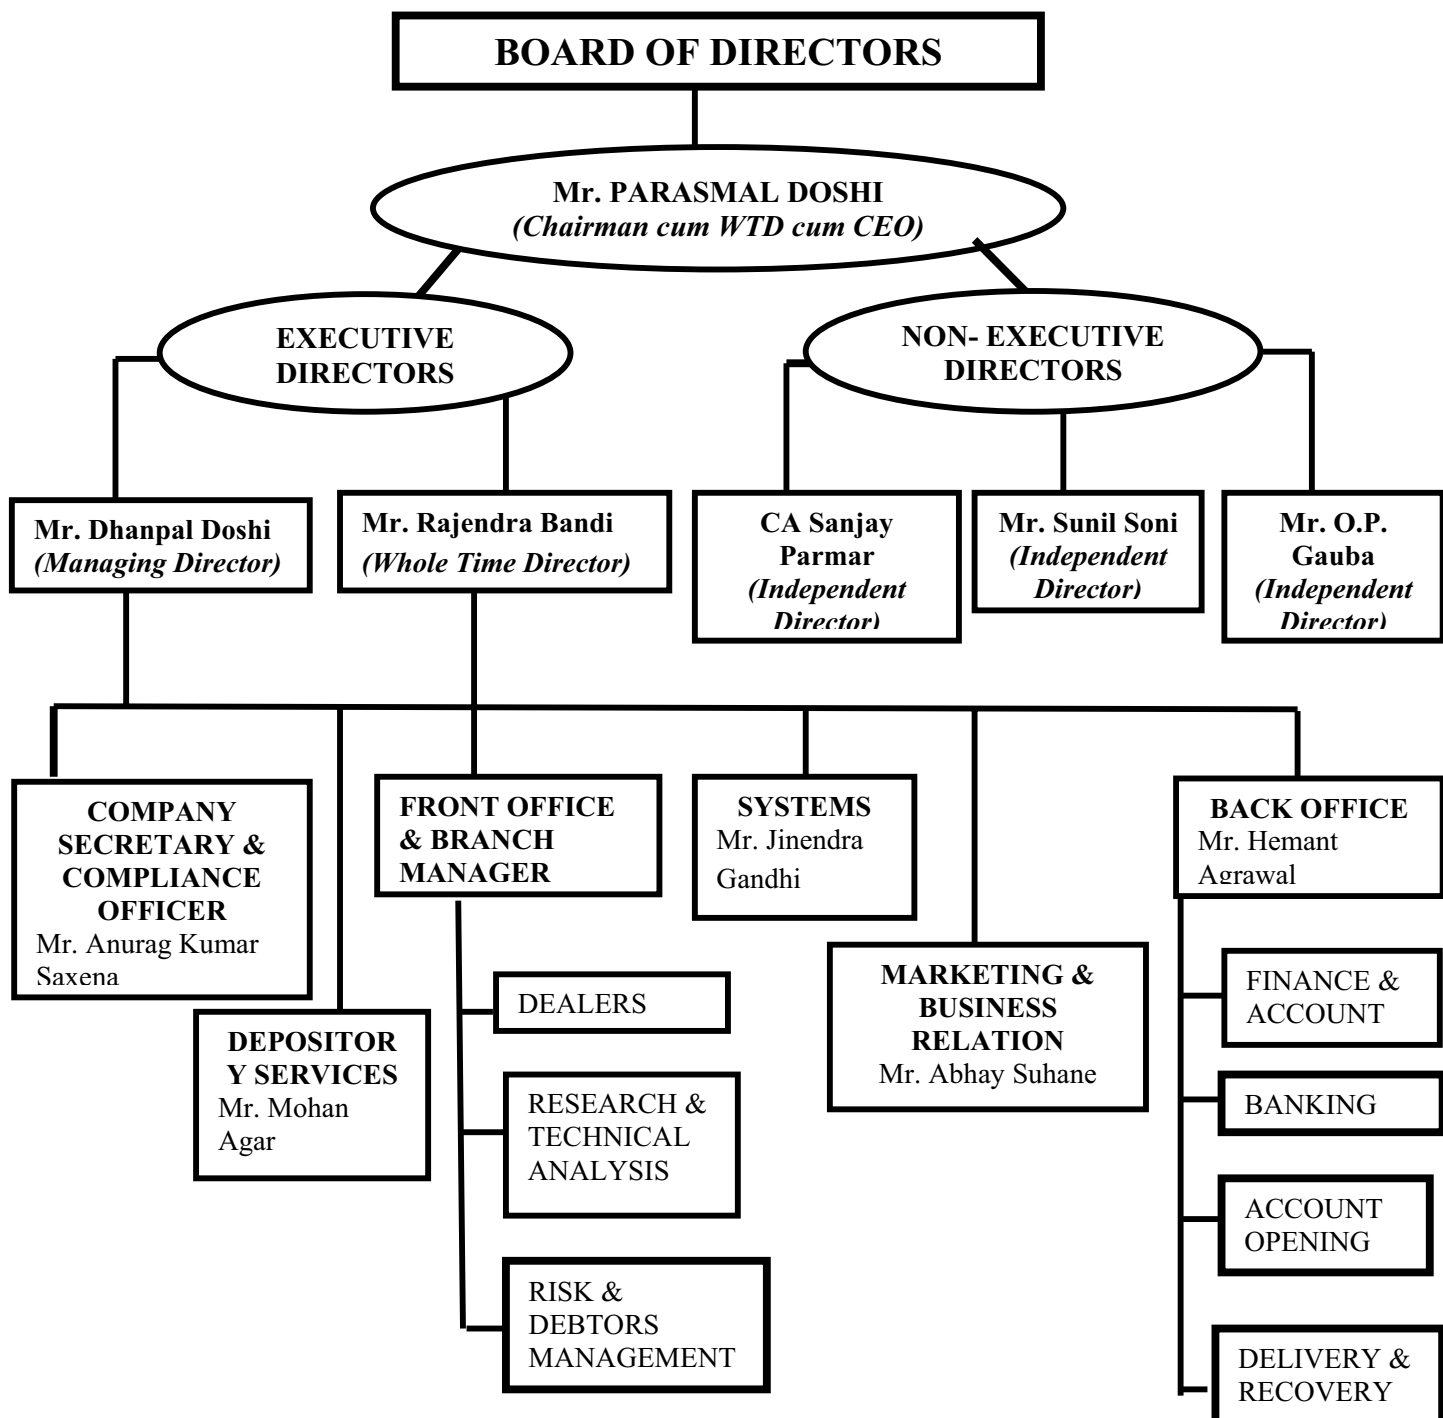 BOARD OF DIRECTORS
Mr. PARASMAL DOSHI
(Chairman cum WTD cum CEO)
EXECUTIVE
DIRECTORS
NON- EXECUTIVE
DIRECTORS
Mr. Dhanpal Doshi
(Managing Director)
Mr. Rajendra Bandi
(Whole Time Director)
CA Sanjay
Parmar
(Independent
Director)
Mr. Sunil Soni
(Independent
Director)
Mr. O.P.
Gauba
(Independent
Director)
COMPANY
SECRETARY &
COMPLIANCE
OFFICER
Mr. Anurag Kumar
Saxena
DEPOSITOR
Y SERVICES
Mr. Mohan
Agar
FRONT OFFICE
& BRANCH
MANAGER
DEALERS
RESEARCH &
TECHNICAL
ANALYSIS
RISK &
DEBTORS
MANAGEMENT
SYSTEMS
Mr. Jinendra
Gandhi
MARKETING &
BUSINESS
RELATION
Mr. Abhay Suhane
BACK OFFICE
Mr. Hemant
Agrawal
FINANCE &
ACCOUNT
BANKING
ACCOUNT
OPENING
DELIVERY &
RECOVERY